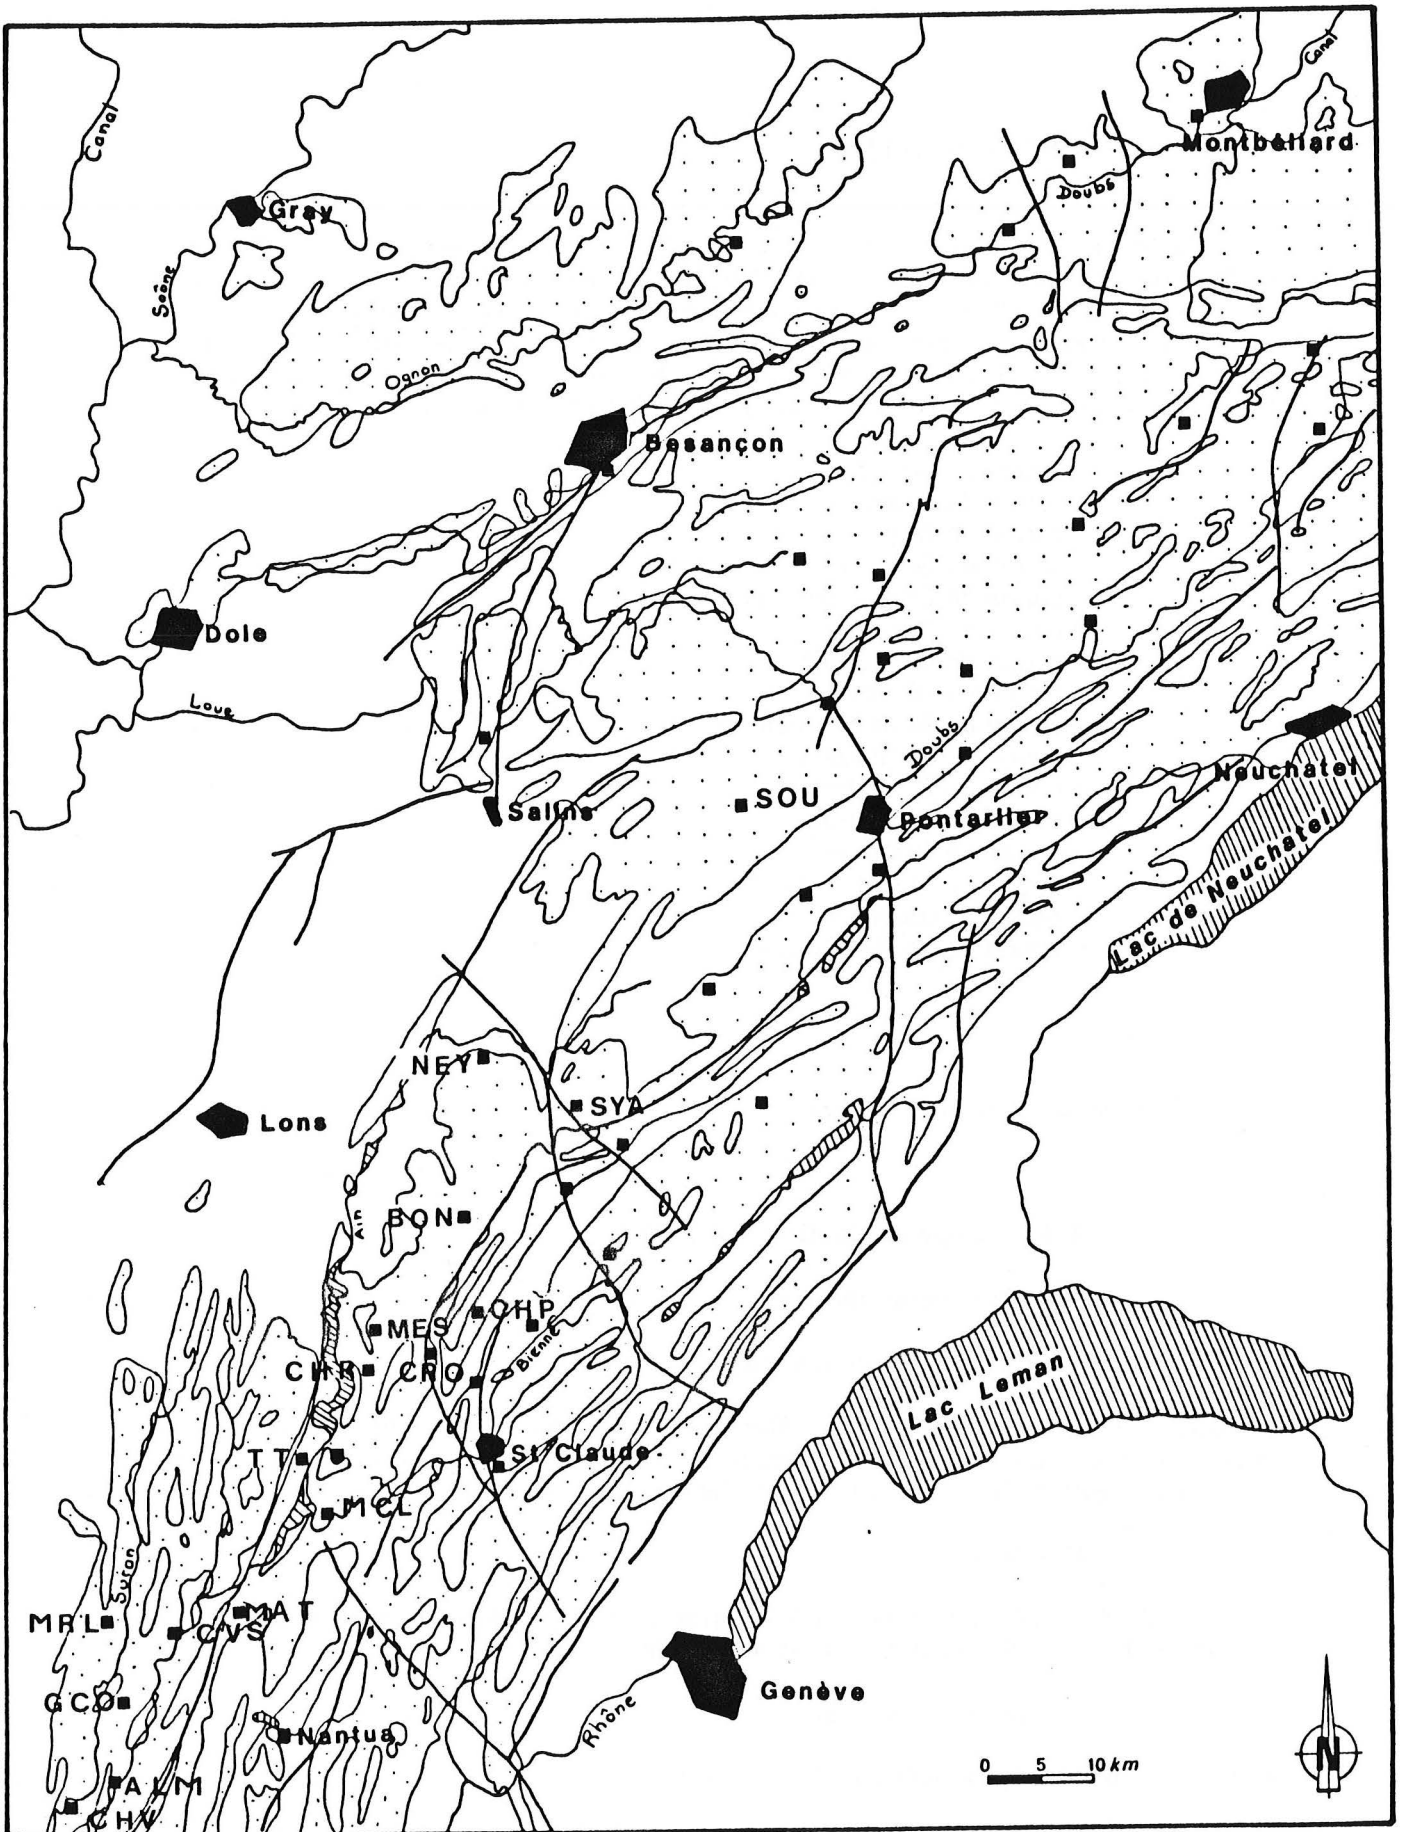 Canal
Canal
Montbéliard
Doubs
Gray
Saône
Ognon
Besançon
Dole
Loue
Doubs
Neuchatel
Salins
SOU
Pontarlier
Lac de Neuchatel
NEY
SYA
Lons
Ain
BON
CHP
MES
Bienne
CHR
CRO
Lac Leman
TT
St Claude
MCL
Suran
MRL
MAT
CVS
GCO
Genève
Rhône
Nantua
0 5 10 km
ALM
CHV
N